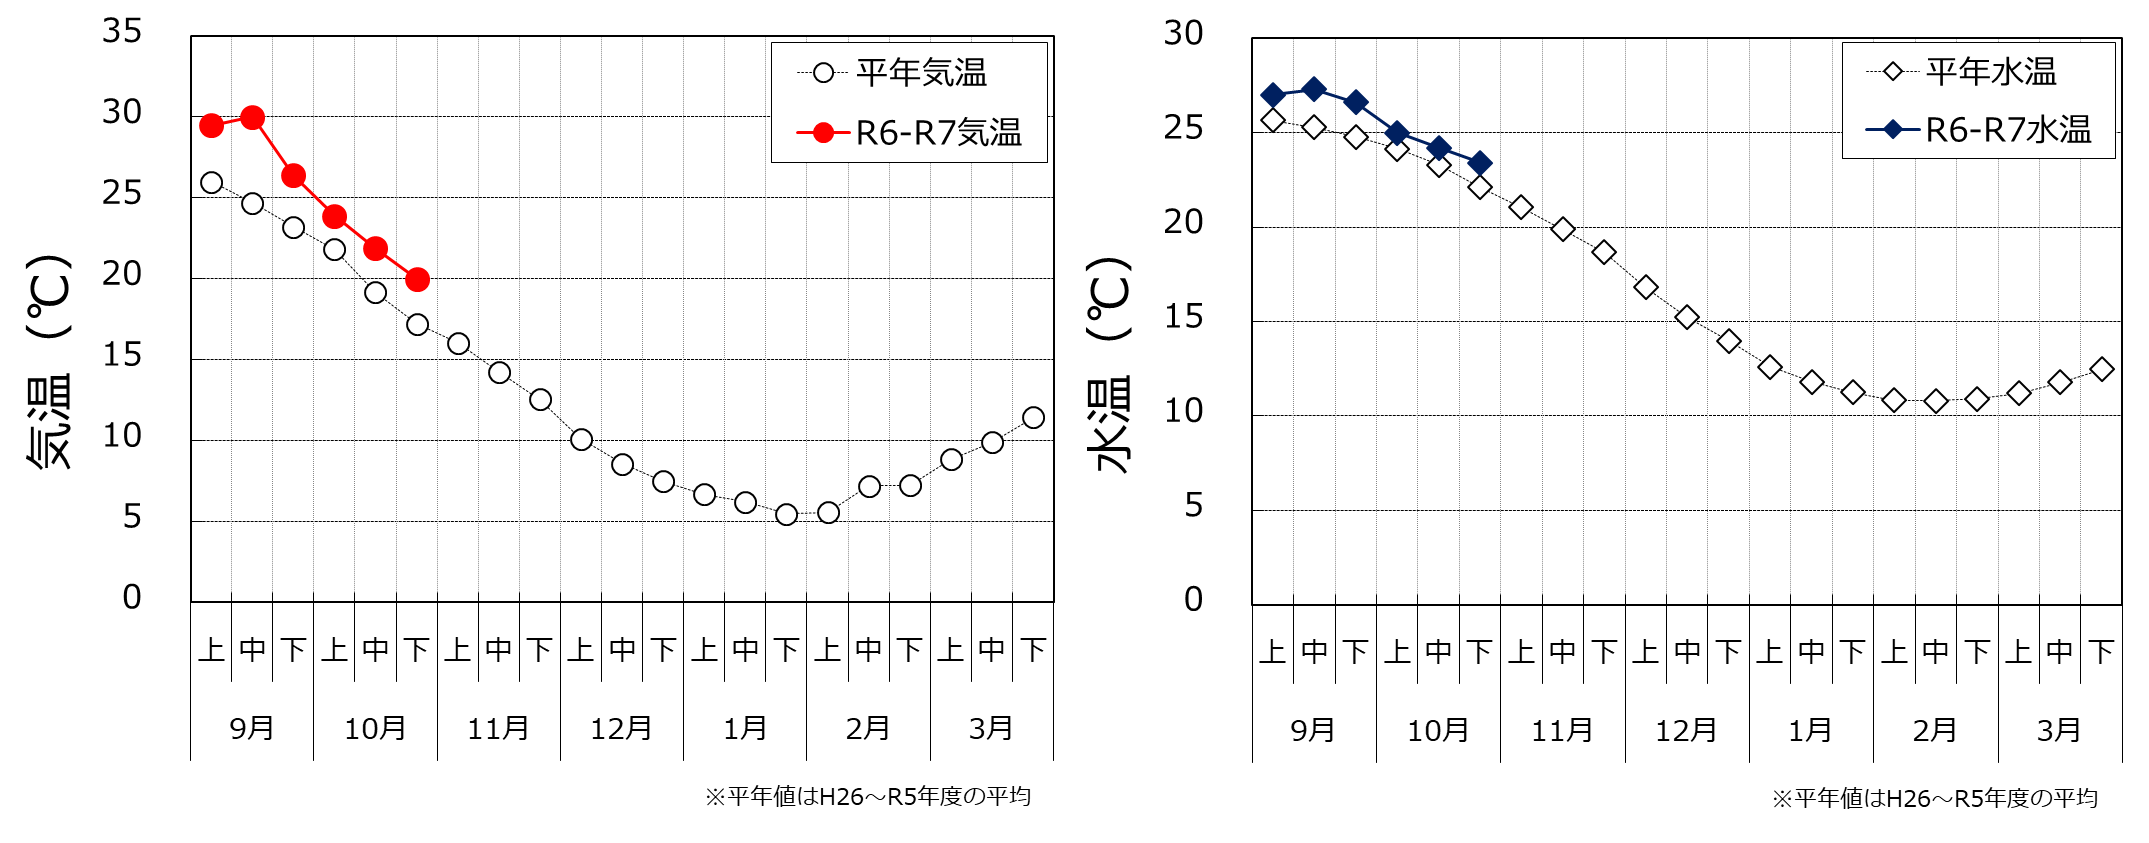 35
30
25
20
15
10
5
0
気温（℃）
平年気温
R6-R7気温
上 中 下 上 中 下 上 中 下 上 中 下 上 中 下 上 中 下 上 中 下
9月 10月 11月 12月 1月 2月 3月
※平年値はH26～R5年度の平均
30
25
20
15
10
5
0
水温（℃）
平年水温
R6-R7水温
上 中 下 上 中 下 上 中 下 上 中 下 上 中 下 上 中 下 上 中 下
9月 10月 11月 12月 1月 2月 3月
※平年値はH26～R5年度の平均